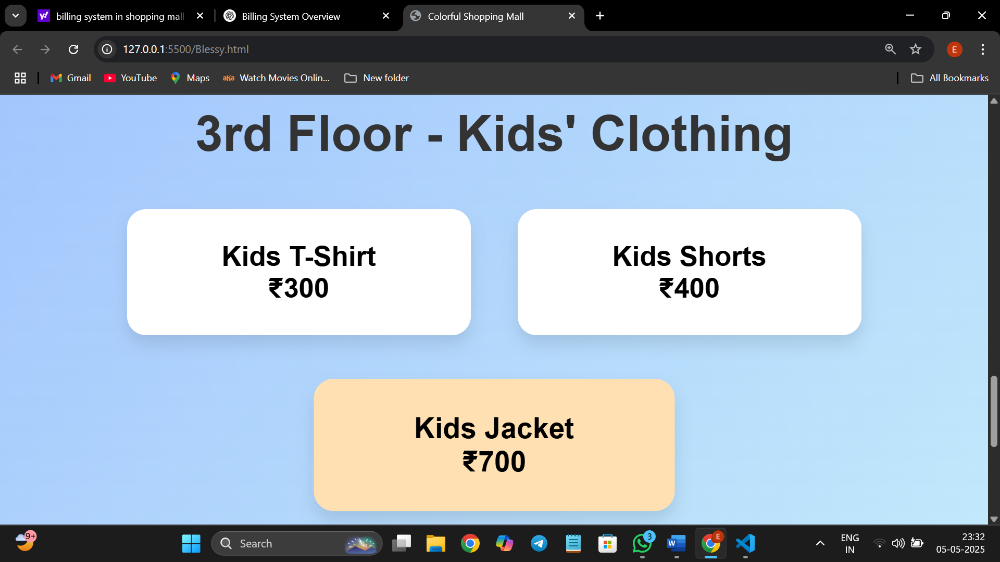 billing system in shopping mall
Billing System Overview
Colorful Shopping Mall
127.0.0.1:5500/Blessy.html
E
Gmail
YouTube
Maps
aha
Watch Movies Onlin...
New folder
All Bookmarks
3rd Floor - Kids' Clothing
Kids T-Shirt
₹300
Kids Shorts
₹400
Kids Jacket
₹700
9+
Search
3
W
E
ENG
IN
23:32
05-05-2025